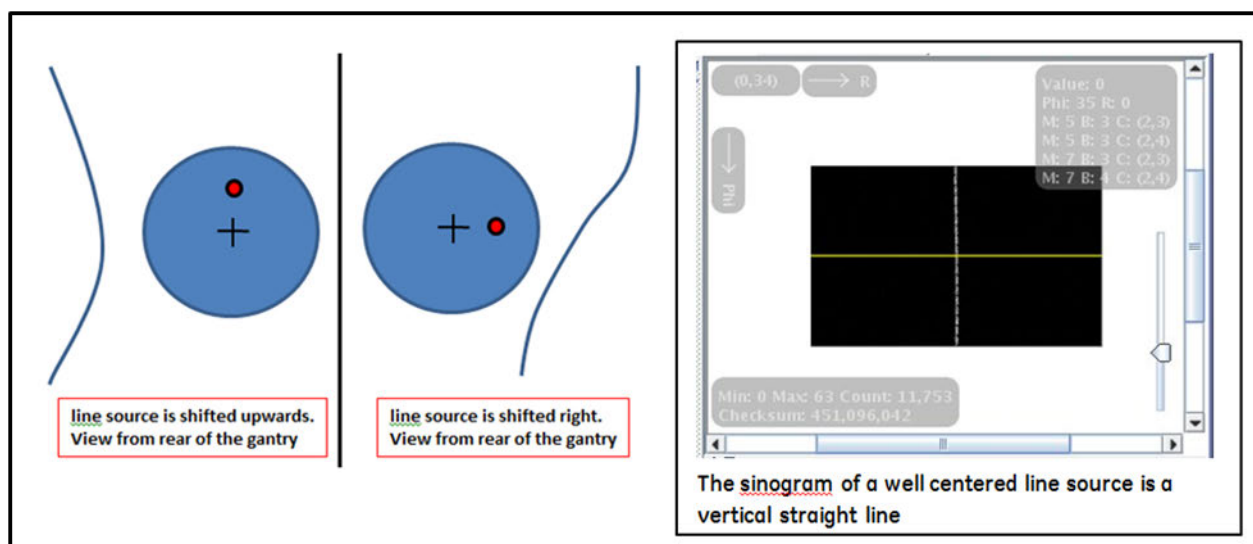 line source is shifted upwards.
View from rear of the gantry
line source is shifted right.
View from rear of the gantry
(0,34)
R
Phi
Value: 0
Phi: 35 R: 0
M: 5 B: 3 C: (2,3)
M: 5 B: 3 C: (2,4)
M: 7 B: 3 C: (2,3)
M: 7 B: 4 C: (2,4)
Min: 0 Max: 63 Count: 11,753
Checksum: 451,096,042
The sinogram of a well centered line source is a
vertical straight line